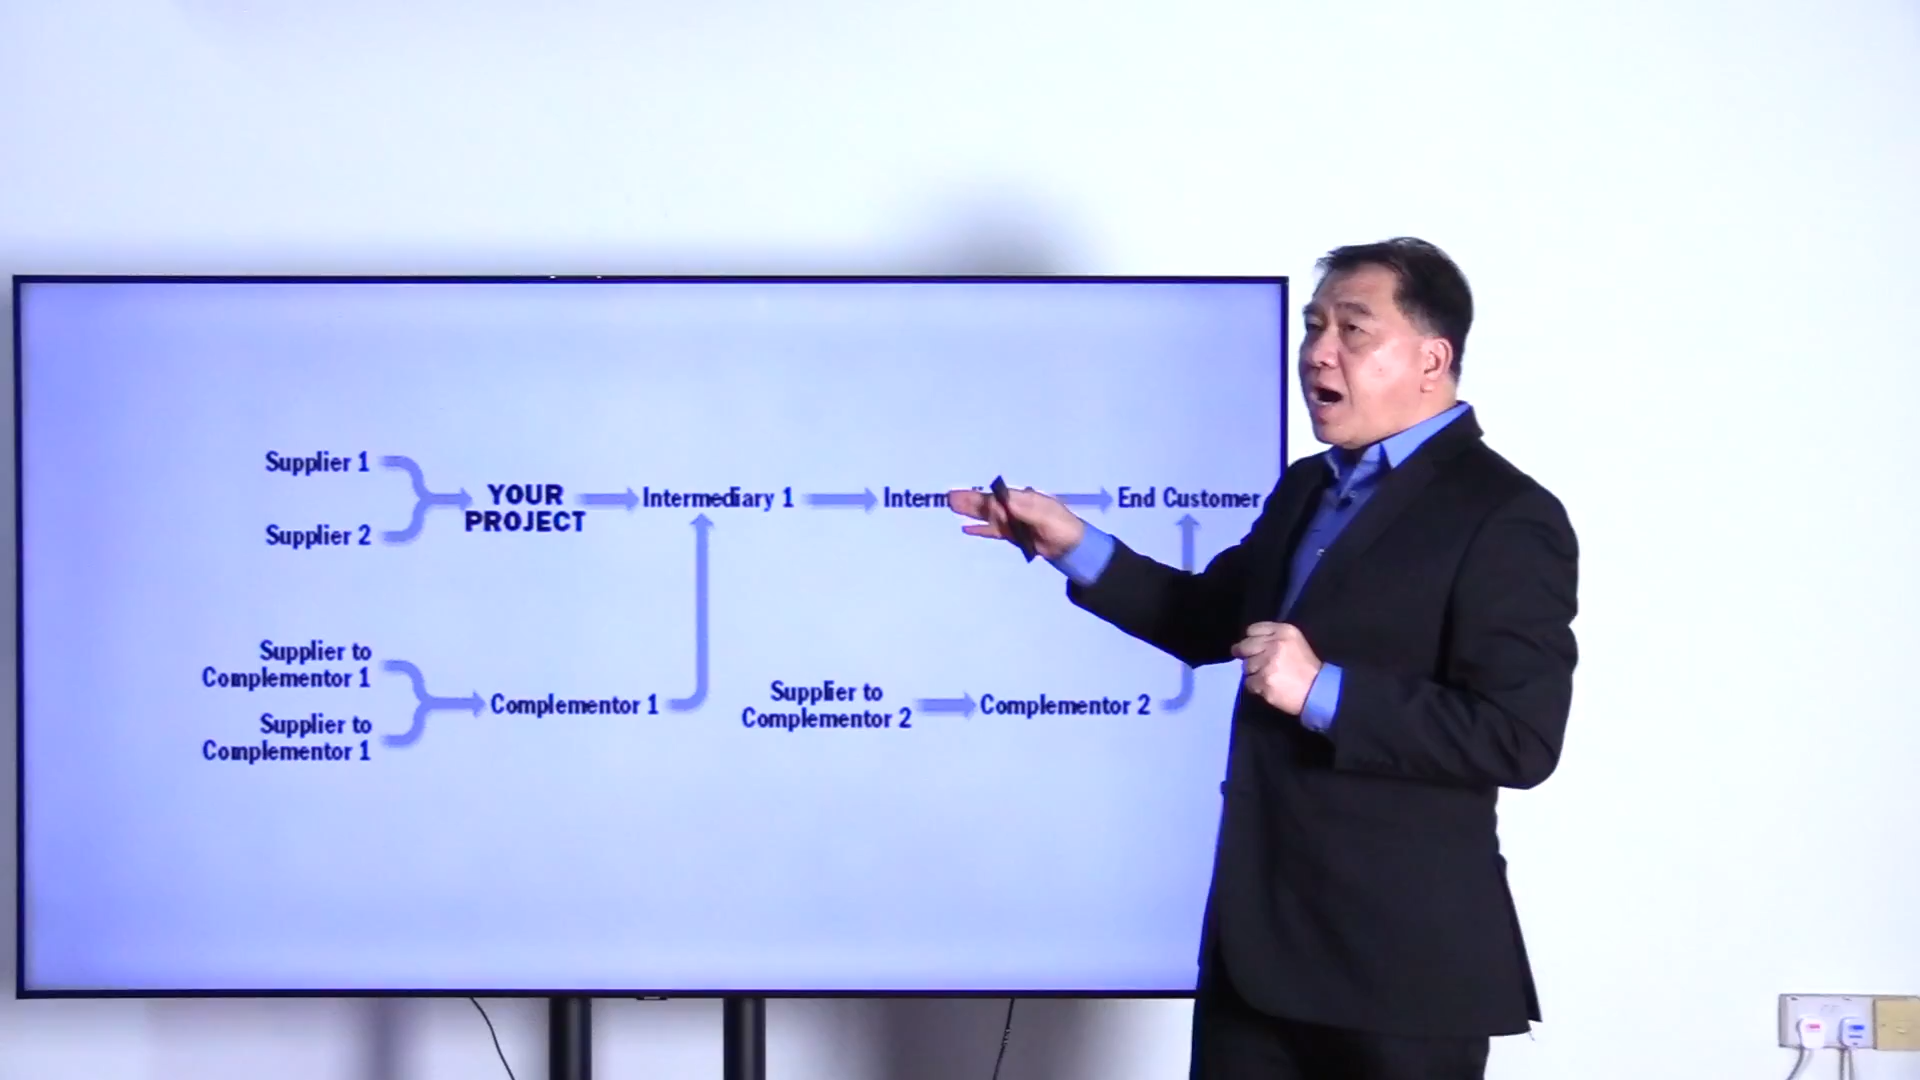 Supplier 1
Supplier 2
YOUR
PROJECT
Intermediary 1
End Customer
Supplier to
Complementor 1
Supplier to
Complementor 1
Complementor 1
Supplier to
Complementor 2
Complementor 2